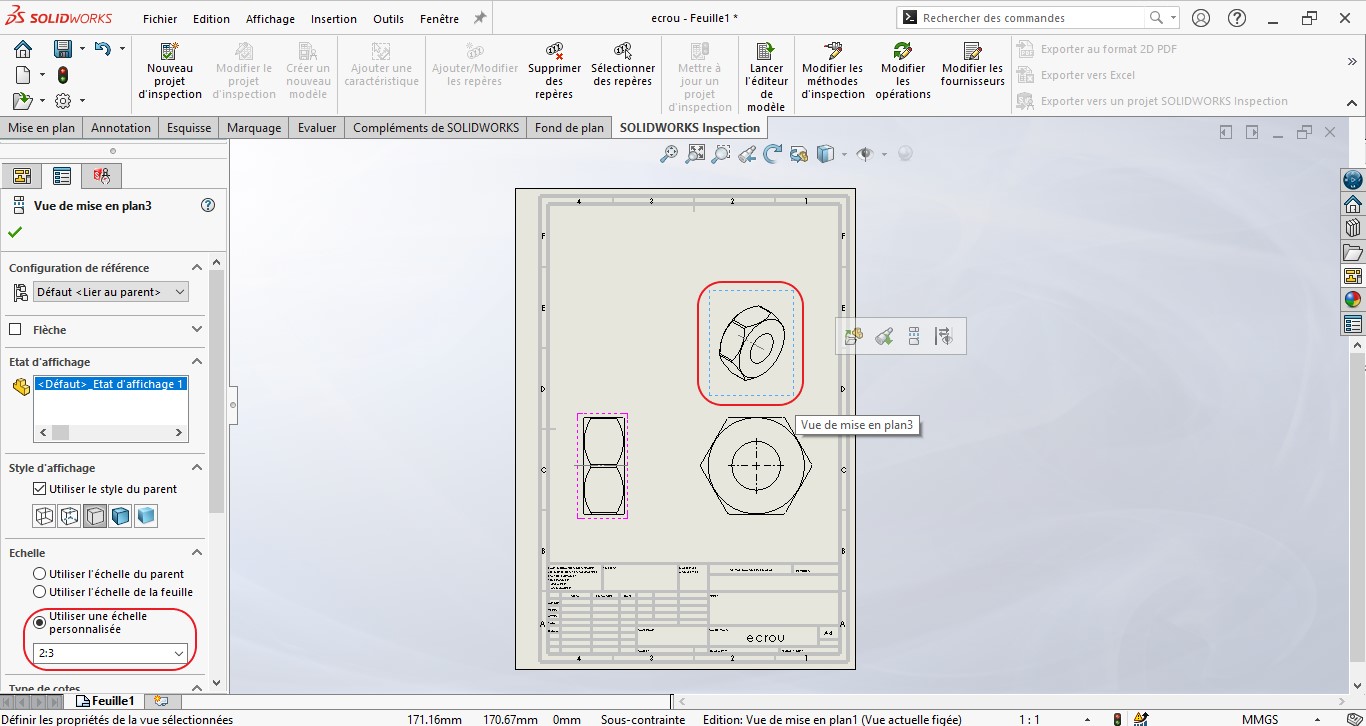 SOLIDWORKS
Fichier Edition Affichage Insertion Outils Fenêtre
ecrou - Feuille1 *
Rechercher des commandes
Nouveau
projet
d'inspection
Modifier le
projet
d'inspection
Créer un
nouveau
modèle
Ajouter une
caractéristique
Ajouter/Modifier
les repères
Supprimer
des
repères
Sélectionner
des repères
Mettre à
jour un
projet
d'inspection
Lancer
l'éditeur
de
modèle
Modifier les
méthodes
d'inspection
Modifier
les
opérations
Modifier les
fournisseurs
Exporter au format 2D PDF
Exporter vers Excel
Exporter vers un projet SOLIDWORKS Inspection
Mise en plan Annotation Esquisse Marquage Evaluer Compléments de SOLIDWORKS Fond de plan SOLIDWORKS Inspection
Vue de mise en plan3
Configuration de référence
Défaut <Lier au parent>
Flèche
Etat d'affichage
<Défaut>_Etat d'affichage 1
Style d'affichage
Utiliser le style du parent
Echelle
Utiliser l'échelle du parent
Utiliser l'échelle de la feuille
Utiliser une échelle
personnalisée
2:3
Type de cotes
4 3 2 1
F F
E E
D D
C C
B B
A A
Vue de mise en plan3
ecrou
A4
4 3 2 1
Feuille1
Définir les propriétés de la vue sélectionnées 171.16mm 170.67mm 0mm Sous-contrainte Edition: Vue de mise en plan1 (Vue actuelle figée) 1 : 1 MMGS